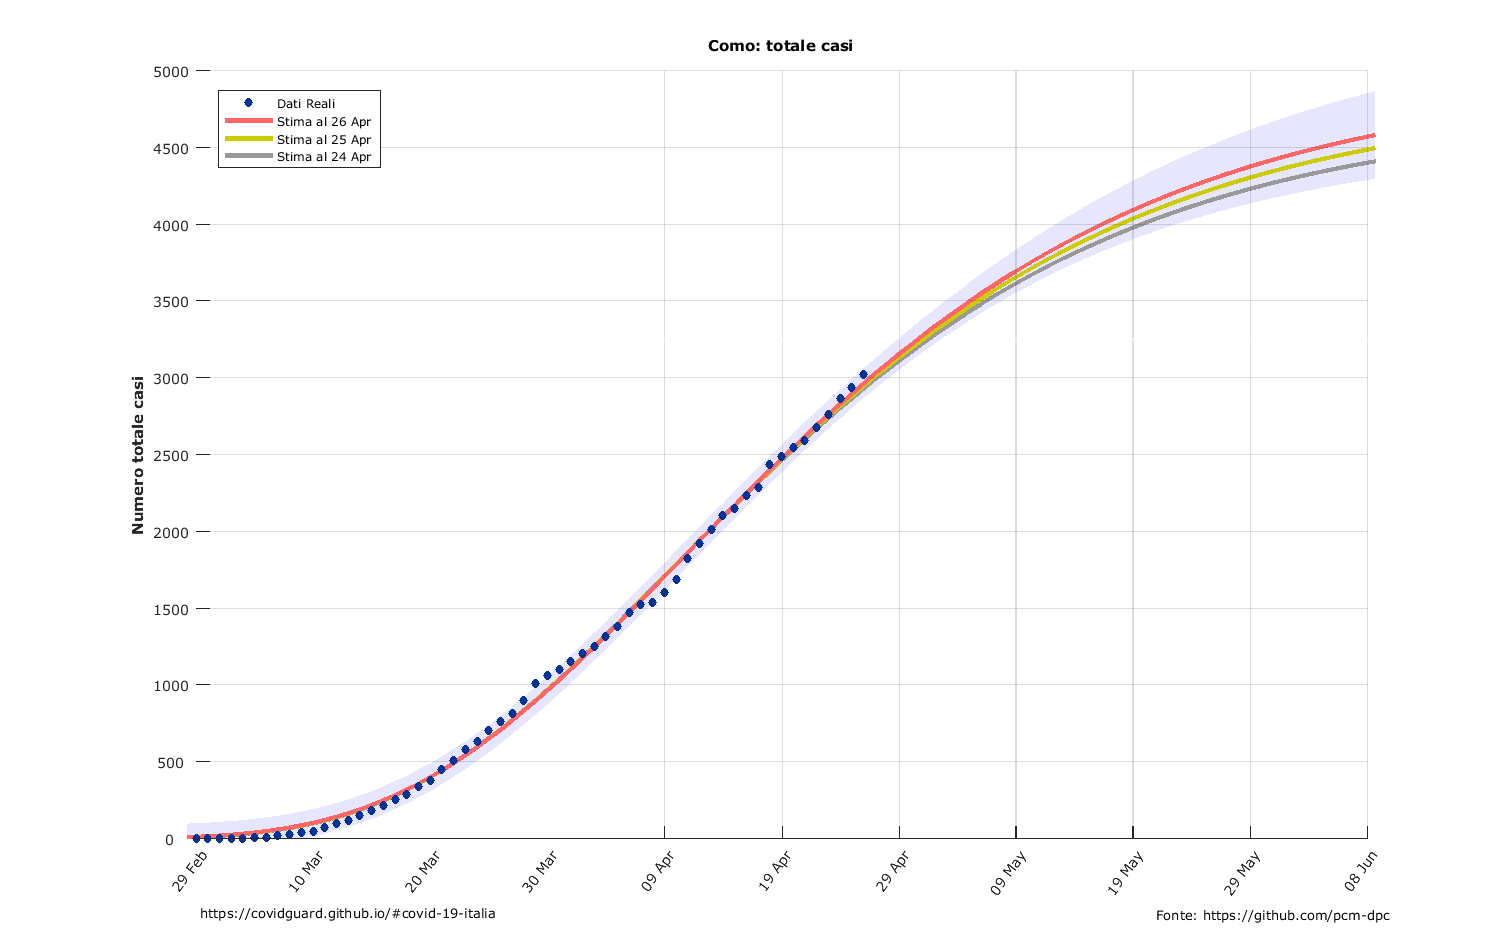 Como: totale casi
5000
4500
4000
3500
3000
2500
2000
1500
1000
500
0
Numero totale casi
Dati Reali
Stima al 26 Apr
Stima al 25 Apr
Stima al 24 Apr
29 Feb
10 Mar
20 Mar
30 Mar
09 Apr
19 Apr
29 Apr
09 May
19 May
29 May
08 Jun
https://covidguard.github.io/#covid-19-italia
Fonte: https://github.com/pcm-dpc